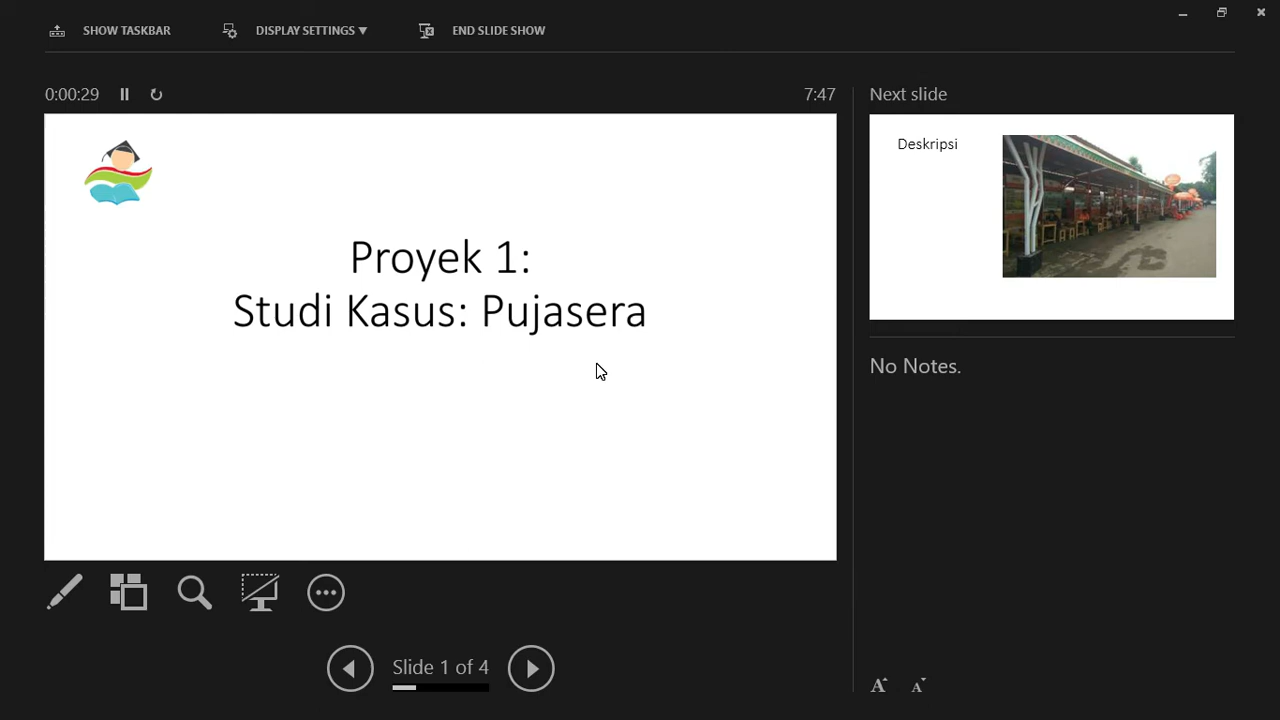 SHOW TASKBAR
DISPLAY SETTINGS ▼
END SLIDE SHOW
0:00:29
7:47
Next slide
Proyek 1:
Studi Kasus: Pujasera
Deskripsi
No Notes.
Slide 1 of 4
A A